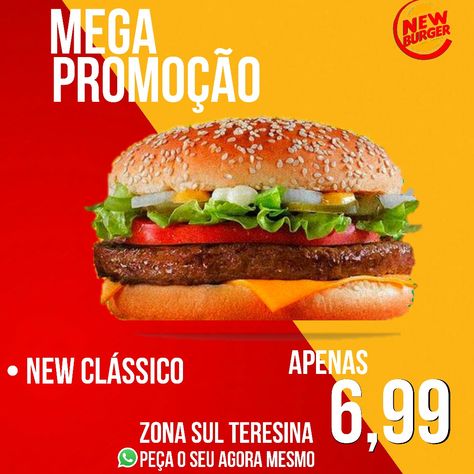 MEGA
PROMOÇÃO
NEW
BURGER
• NEW CLÁSSICO
APENAS
6,99
ZONA SUL TERESINA
PEÇA O SEU AGORA MESMO